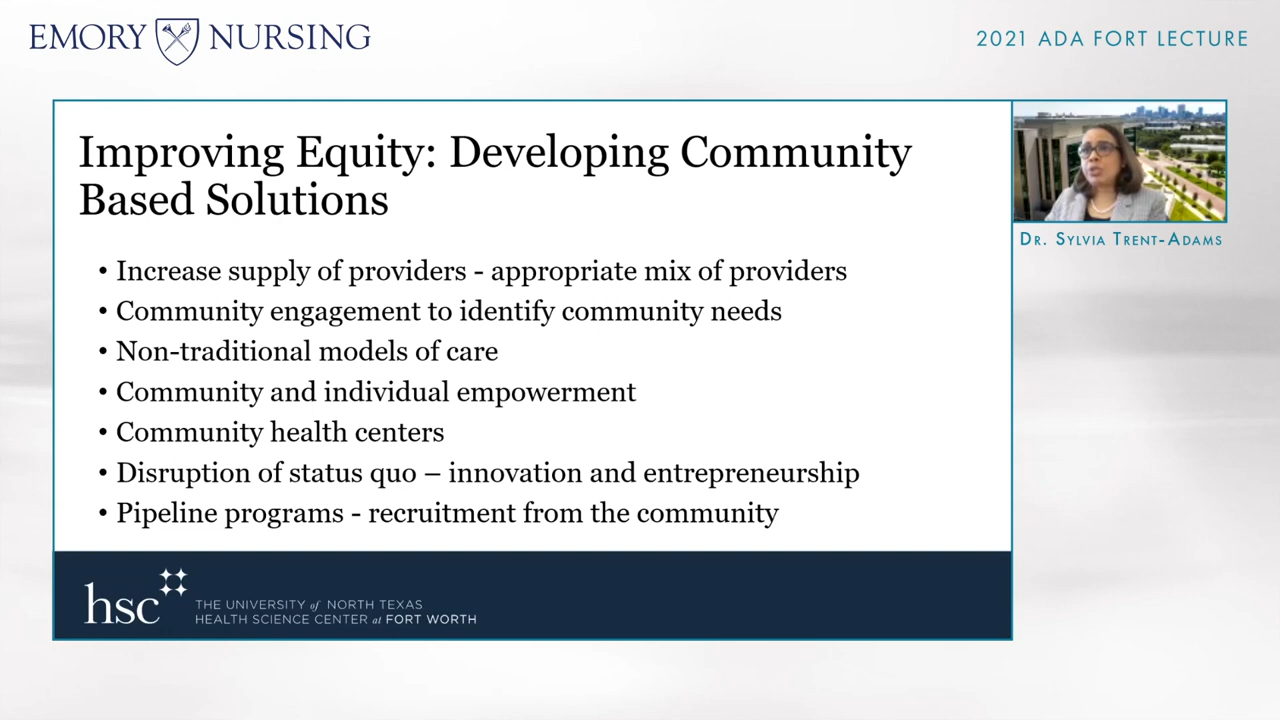 EMORY NURSING
2021 ADA FORT LECTURE
Improving Equity: Developing Community
Based Solutions
• Increase supply of providers - appropriate mix of providers
• Community engagement to identify community needs
• Non-traditional models of care
• Community and individual empowerment
• Community health centers
• Disruption of status quo – innovation and entrepreneurship
• Pipeline programs - recruitment from the community
Dr. Sylvia Trent-Adams
hsc
THE UNIVERSITY of NORTH TEXAS
HEALTH SCIENCE CENTER at FORT WORTH